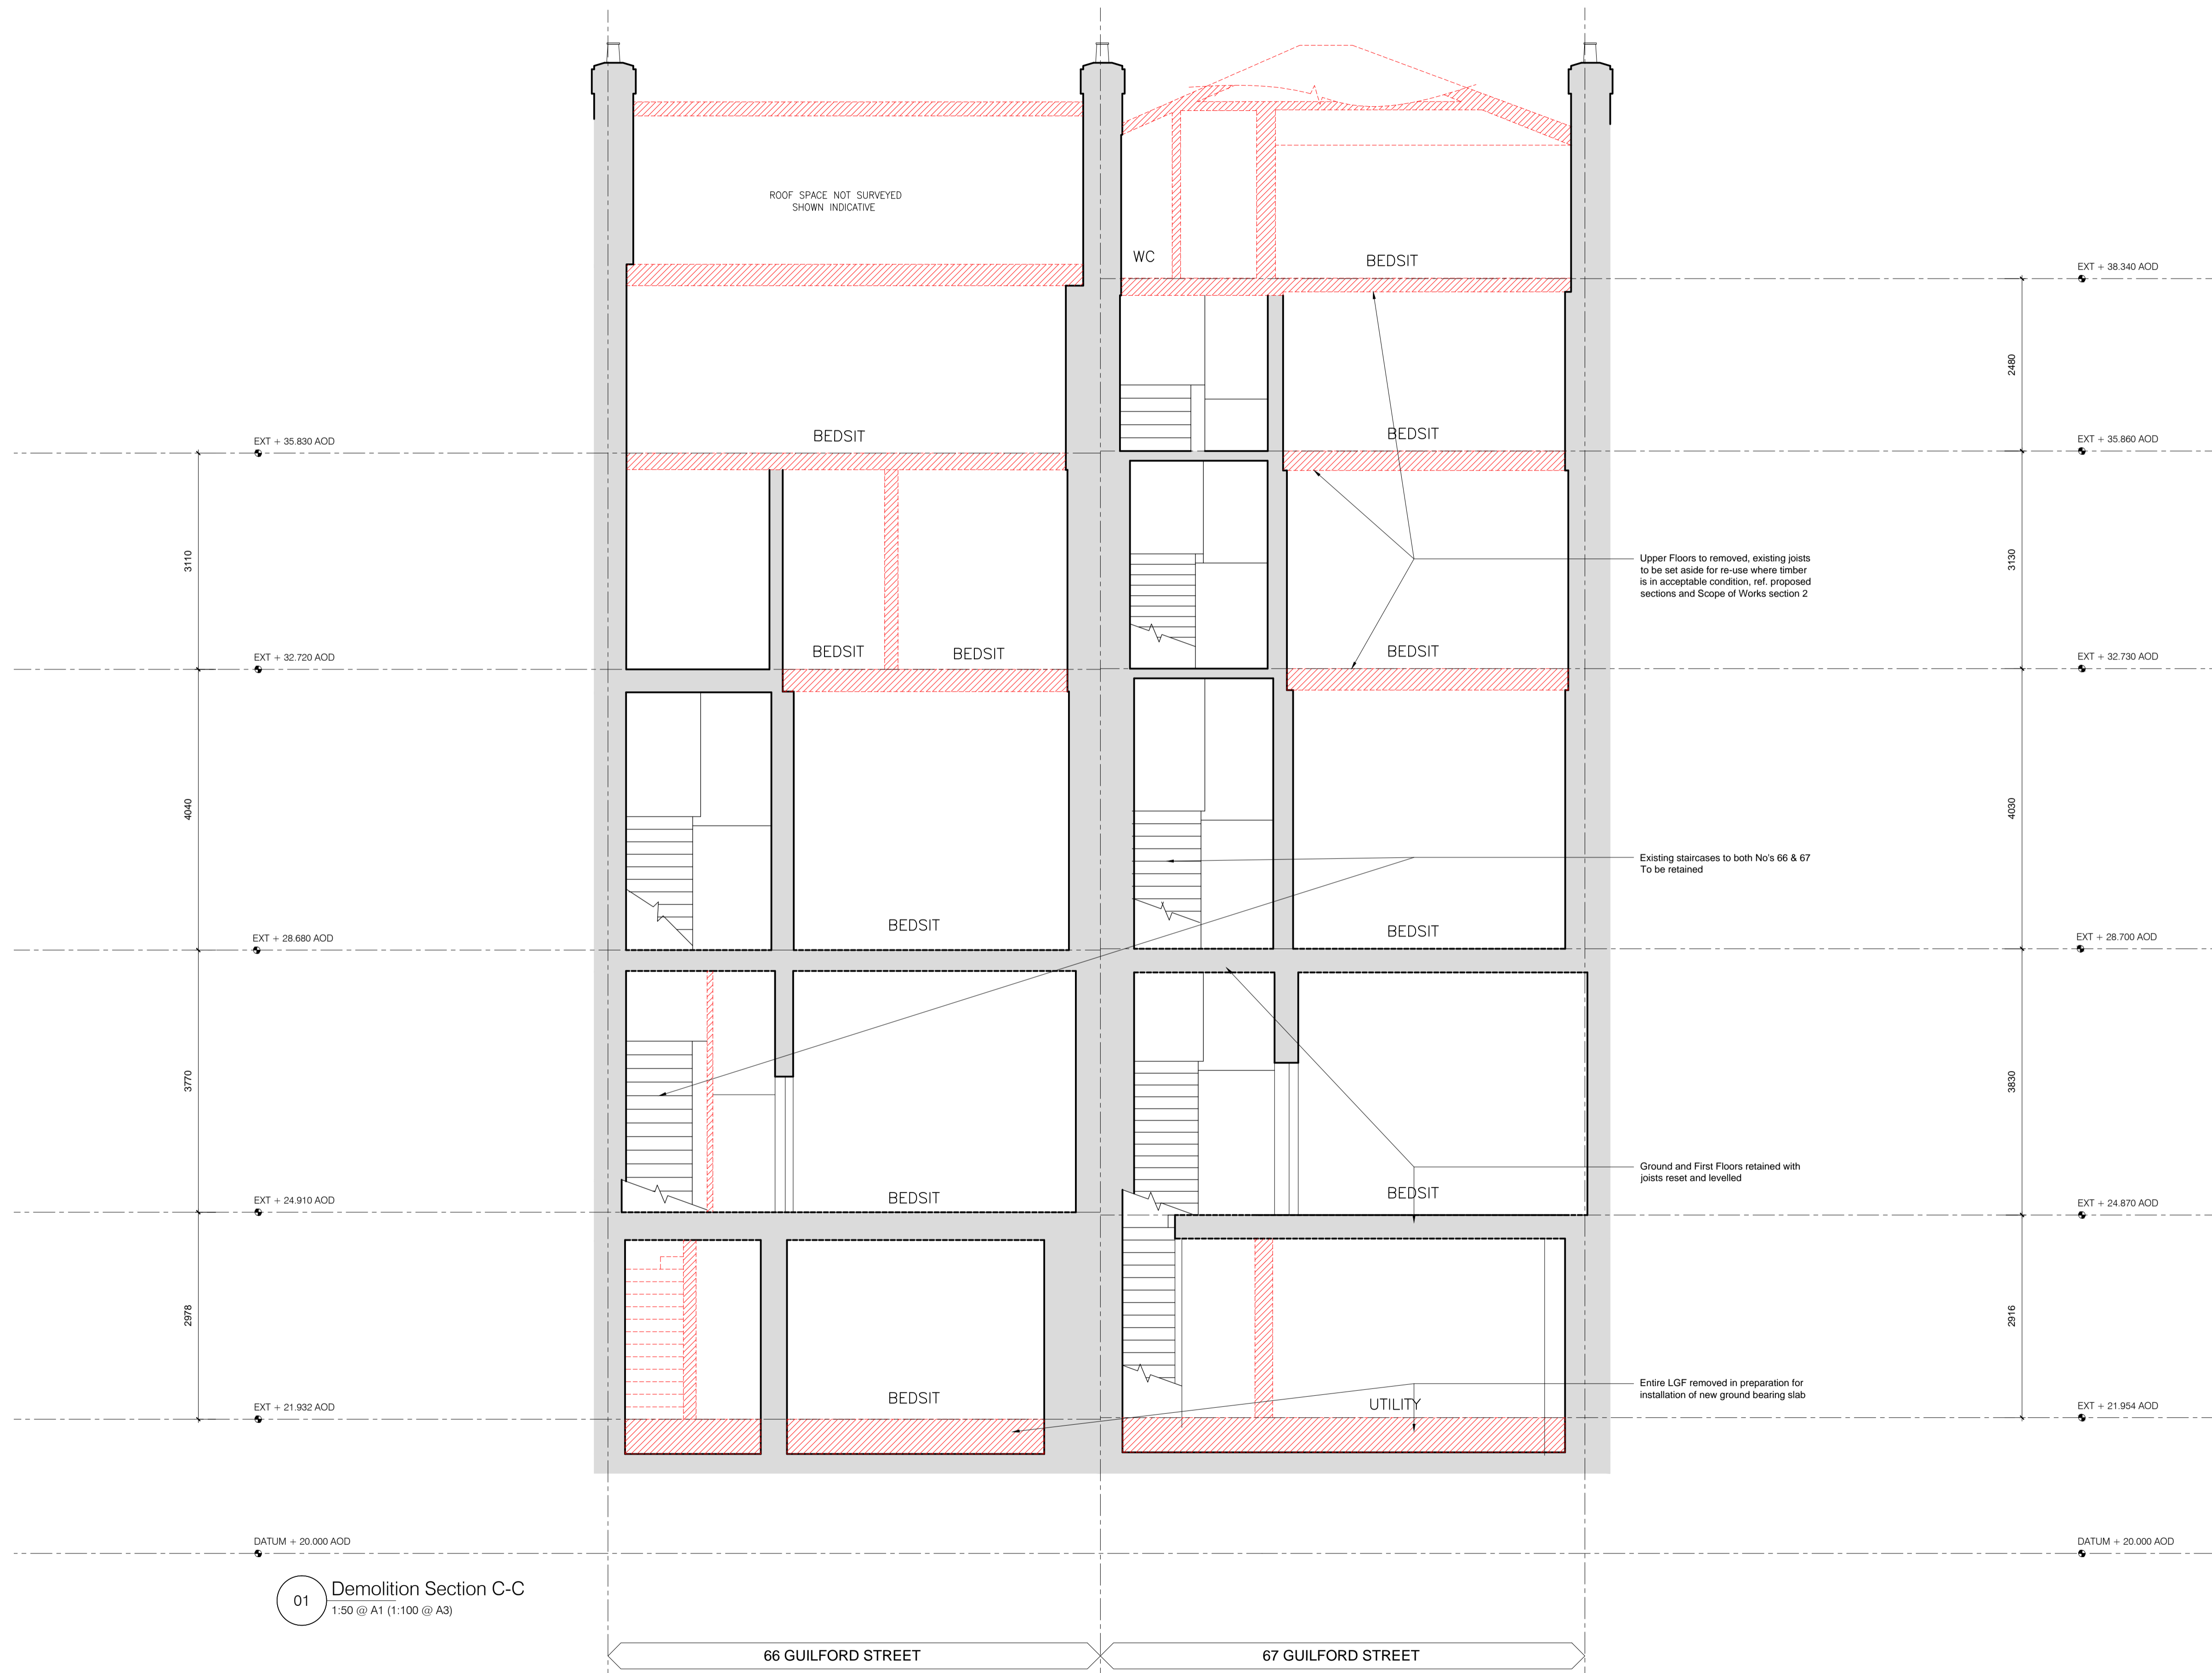 ROOF SPACE NOT SURVEYED
SHOWN INDICATIVE
WC
BEDSIT
EXT + 38.340 AOD
2480
BEDSIT
BEDSIT
EXT + 35.830 AOD
EXT + 35.860 AOD
3110
3130
Upper Floors to removed, existing joists
to be set aside for re-use where timber
is in acceptable condition, ref. proposed
sections and Scope of Works section 2
BEDSIT
BEDSIT
BEDSIT
EXT + 32.720 AOD
EXT + 32.730 AOD
4040
4030
Existing staircases to both No's 66 & 67
To be retained
BEDSIT
BEDSIT
EXT + 28.680 AOD
EXT + 28.700 AOD
3770
3830
Ground and First Floors retained with
joists reset and levelled
BEDSIT
BEDSIT
EXT + 24.910 AOD
EXT + 24.870 AOD
2978
2916
Entire LGF removed in preparation for
installation of new ground bearing slab
BEDSIT
UTILITY
EXT + 21.932 AOD
EXT + 21.954 AOD
DATUM + 20.000 AOD
DATUM + 20.000 AOD
01
Demolition Section C-C
1:50 @ A1 (1:100 @ A3)
66 GUILFORD STREET
67 GUILFORD STREET